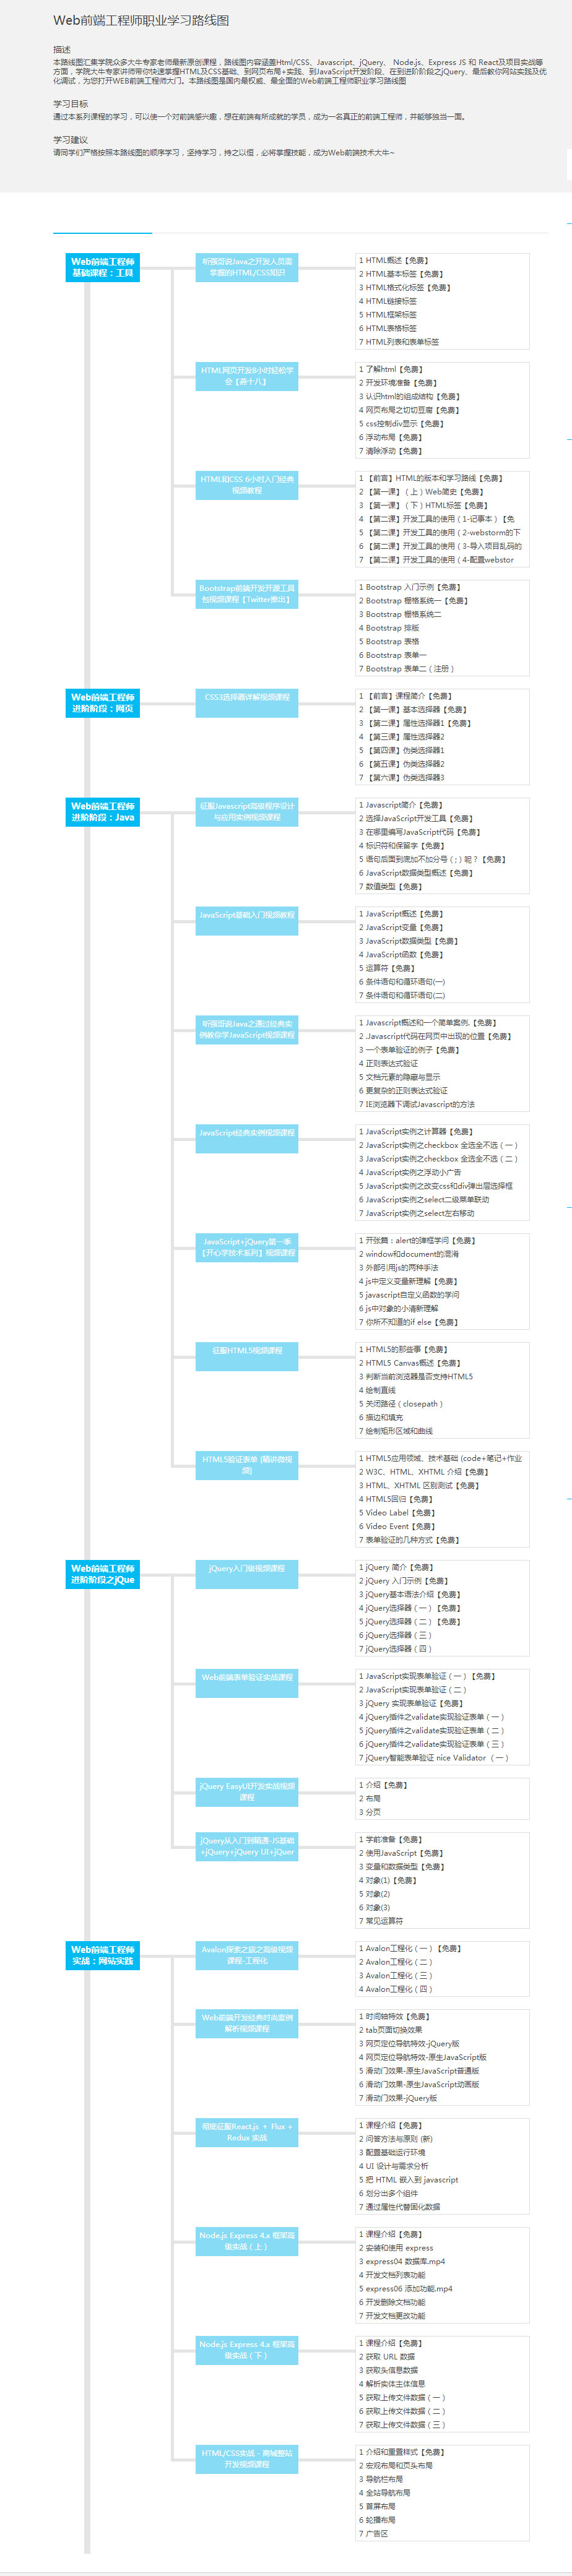 Web前端工程师职业学习路线图
描述
本路线图汇集学院众多大牛专家老师最新原创课程，路线图内容涵盖Html/CSS、Javascript、jQuery、 Node.js、Express JS 和 React及项目实战等
方面，学院大牛专家讲师带你快速掌握HTML及CSS基础、到网页布局+实践、到JavaScript开发阶段、在到进阶阶段之jQuery、最后教你网站实践及优
化调试，为您打开WEB前端工程师大门。本路线图是国内最权威、最全面的Web前端工程师职业学习路线图
学习目标
通过本系列课程的学习，可以使一个对前端感兴趣，想在前端有所成就的学员，成为一名真正的前端工程师，并能够独当一面。
学习建议
请同学们严格按照本路线图的顺序学习，坚持学习，持之以恒，必将掌握技能，成为Web前端技术大牛~
Web前端工程师
基础课程：工具
听强哥说Java之开发人员需
掌握的HTML/CSS知识
1 HTML概述【免费】
2 HTML基本标签【免费】
3 HTML格式化标签【免费】
4 HTML链接标签
5 HTML框架标签
6 HTML表格标签
7 HTML列表和表单标签
HTML网页开发8小时轻松学
会【高十八】
1 了解html【免费】
2 开发环境准备【免费】
3 认识html的组成结构【免费】
4 网页布局之切切豆腐【免费】
5 css控制div显示【免费】
6 浮动布局【免费】
7 清除浮动【免费】
HTML和CSS 6小时入门经典
视频教程
1 【前言】HTML的版本和学习路线【免费】
2 【第一课】（上）Web简史【免费】
3 【第一课】（下）HTML标签【免费】
4 【第二课】开发工具的使用（1-记事本）【免
5 【第二课】开发工具的使用（2-webstorm的下
6 【第二课】开发工具的使用（3-导入项目乱码的
7 【第二课】开发工具的使用（4-配置webstor
Bootstrap前端开发开源工具
包视频课程【Twitter推出】
1 Bootstrap 入门示例【免费】
2 Bootstrap 栅格系统一【免费】
3 Bootstrap 栅格系统二
4 Bootstrap 排版
5 Bootstrap 表格
6 Bootstrap 表单一
7 Bootstrap 表单二（注册）
Web前端工程师
进阶阶段：网页
CSS3选择器详解视频课程
1 【前言】课程简介【免费】
2 【第一课】基本选择器【免费】
3 【第二课】属性选择器1【免费】
4 【第三课】属性选择器2
5 【第四课】伪类选择器1
6 【第五课】伪类选择器2
7 【第六课】伪类选择器3
Web前端工程师
进阶阶段：Java
征服Javascript高级程序设计
与应用实例视频课程
1 Javascript简介【免费】
2 选择JavaScript开发工具【免费】
3 在哪里编写JavaScript代码【免费】
4 标识符和保留字【免费】
5 语句后面到底加不加分号（;）呢？【免费】
6 JavaScript数据类型概述【免费】
7 数值类型【免费】
JavaScript基础入门视频教程
1 JavaScript概述【免费】
2 JavaScript变量【免费】
3 JavaScript数据类型【免费】
4 JavaScript函数【免费】
5 运算符【免费】
6 条件语句和循环语句(一)
7 条件语句和循环语句(二)
听强哥说Java之通过经典实
例教你学JavaScript视频课程
1 Javascript概述和一个简单案例.【免费】
2 .Javascript代码在网页中出现的位置【免费】
3 一个表单验证的例子【免费】
4 正则表达式验证
5 文档元素的隐藏与显示
6 更复杂的正则表达式验证
7 IE浏览器下调试Javascript的方法
JavaScript经典实例视频课程
1 JavaScript实例之计算器【免费】
2 JavaScript实例之checkbox 全选全不选（一）
3 JavaScript实例之checkbox 全选全不选（二）
4 JavaScript实例之浮动小广告
5 JavaScript实例之改变css和div弹出层选择框
6 JavaScript实例之select二级菜单联动
7 JavaScript实例之select左右移动
JavaScript+jQuery第一季
【开心学技术系列】视频课程
1 开张篇：alert的弹框学问【免费】
2 window和document的混淆
3 外部引用js的两种手法
4 js中定义变量新理解【免费】
5 javascript自定义函数的学问
6 js中对象的小清新理解
7 你所不知道的if else【免费】
征服HTML5视频课程
1 HTML5的那些事【免费】
2 HTML5 Canvas概述【免费】
3 判断当前浏览器是否支持HTML5
4 绘制直线
5 关闭路径（closepath）
6 描边和填充
7 绘制矩形区域和曲线
HTML5验证表单 [精讲微视
频]
1 HTML5应用领域、技术基础 (code+笔记+作业
2 W3C、HTML、XHTML 介绍【免费】
3 HTML、XHTML 区别测试【免费】
4 HTML5回归【免费】
5 Video Label【免费】
6 Video Event【免费】
7 表单验证的几种方式【免费】
Web前端工程师
进阶阶段之jQue
jQuery入门级视频课程
1 jQuery 简介【免费】
2 jQuery 入门示例【免费】
3 jQuery基本语法介绍【免费】
4 jQuery选择器（一）【免费】
5 jQuery选择器（二）【免费】
6 jQuery选择器（三）
7 jQuery选择器（四）
Web前端表单验证实战课程
1 JavaScript实现表单验证（一）【免费】
2 JavaScript实现表单验证（二）
3 jQuery 实现表单验证【免费】
4 jQuery插件之validate实现验证表单（一）
5 jQuery插件之validate实现验证表单（二）
6 jQuery插件之validate实现验证表单（三）
7 jQuery智能表单验证 nice Validator （一）
jQuery EasyUI开发实战视频
课程
1 介绍【免费】
2 布局
3 分页
jQuery从入门到精通-JS基础
+jQuery+jQuery UI+jQuer
1 学前准备【免费】
2 使用JavaScript【免费】
3 变量和数据类型【免费】
4 对象(1)【免费】
5 对象(2)
6 对象(3)
7 常见运算符
Web前端工程师
实战：网站实践
Avalon探索之旅之高级视频
课程-工程化
1 Avalon工程化（一）【免费】
2 Avalon工程化（二）
3 Avalon工程化（三）
4 Avalon工程化（四）
Web前端开发经典时尚案例
解析视频课程
1 时间轴特效【免费】
2 tab页面切换效果
3 网页定位导航特效-jQuery版
4 网页定位导航特效-原生JavaScript版
5 滑动门效果-原生JavaScript普通版
6 滑动门效果-原生JavaScript动画版
7 滑动门效果-jQuery版
彻底征服React.js ＋ Flux +
Redux 实战
1 课程介绍【免费】
2 问答方法与原则 (新)
3 配置基础运行环境
4 UI 设计与需求分析
5 把 HTML 嵌入到 javascript
6 划分出多个组件
7 通过属性代替固化数据
Node.js Express 4.x 框架高
级实战（上）
1 课程介绍【免费】
2 安装和使用 express
3 express04 数据库.mp4
4 开发文档列表功能
5 express06 添加功能.mp4
6 开发删除文档功能
7 开发文档更改功能
Node.js Express 4.x 框架高
级实战（下）
1 课程介绍【免费】
2 获取 URL 数据
3 获取头信息数据
4 解析实体主体信息
5 获取上传文件数据（一）
6 获取上传文件数据（二）
7 获取上传文件数据（三）
HTML/CSS实战 - 商城整站
开发视频课程
1 介绍和重置样式【免费】
2 宏观布局和页头布局
3 导航栏布局
4 全站导航布局
5 首屏布局
6 轮播布局
7 广告区